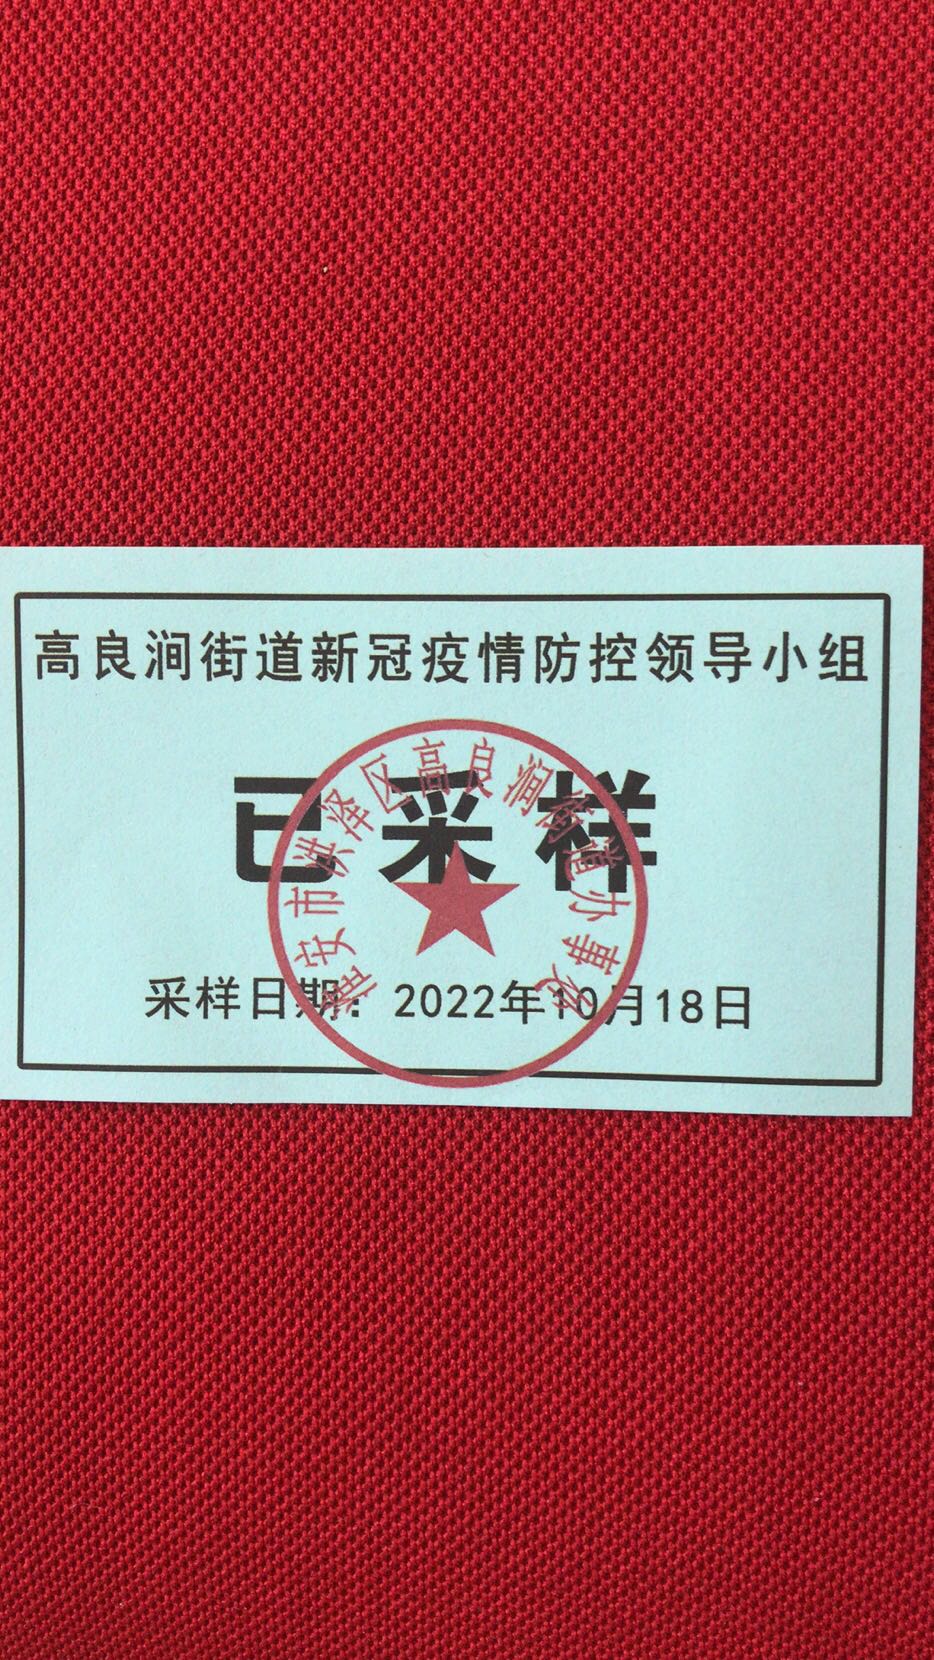 高良涧街道新冠疫情防控领导小组
已采样
淮安市洪泽区高良涧街道办事处
采样日期：2022年10月18日